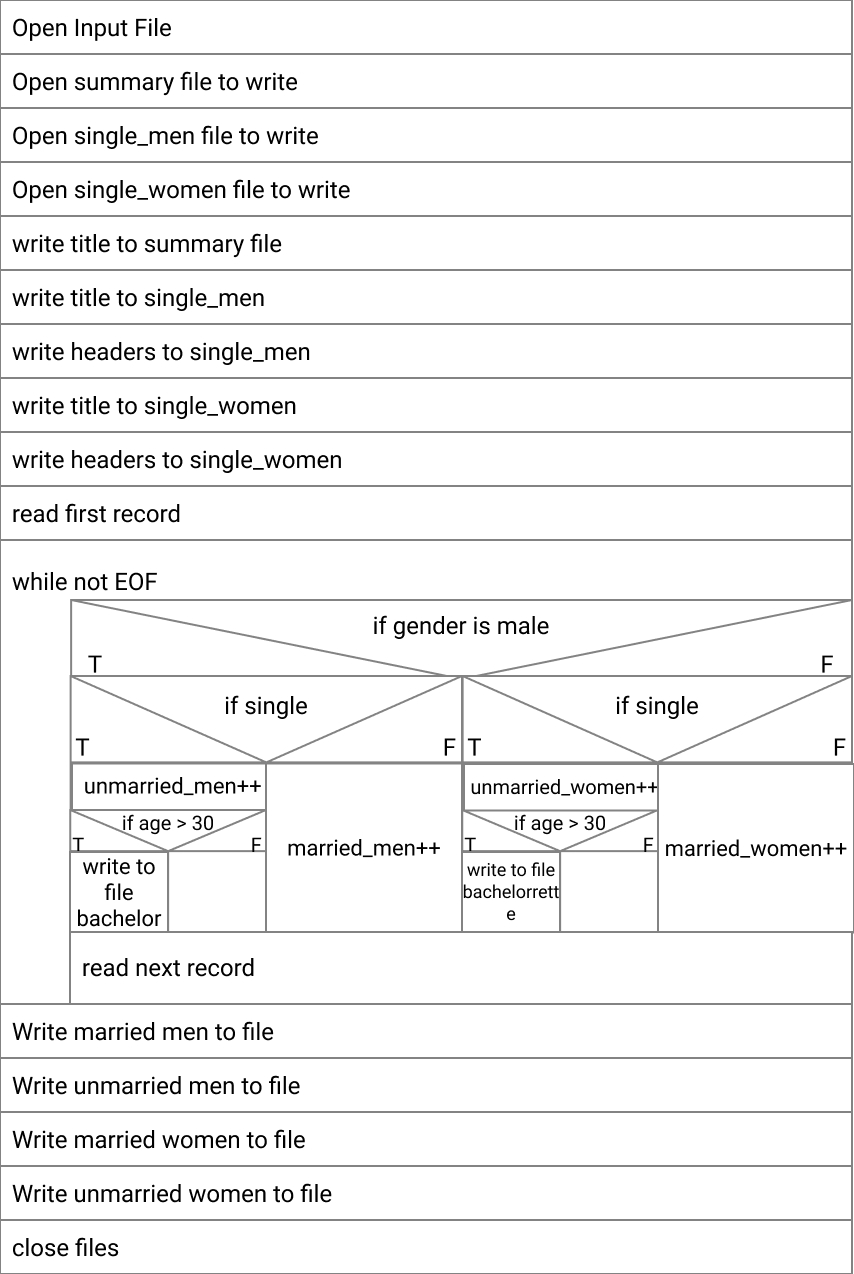 Open Input File
Open summary file to write
Open single_men file to write
Open single_women file to write
write title to summary file
write title to single_men
write headers to single_men
write title to single_women
write headers to single_women
read first record
while not EOF
if gender is male
T F
if single if single
T F T F
unmarried_men++ unmarried_women++
if age > 30 if age > 30
T F T F
married_men++ married_women++
write to
file
bachelor
write to file
bachelorrett
e
read next record
Write married men to file
Write unmarried men to file
Write married women to file
Write unmarried women to file
close files